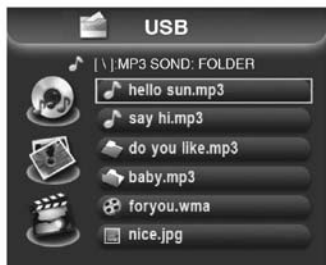 USB
[ \ ]:MP3 SOND: FOLDER
hello sun.mp3
say hi.mp3
do you like.mp3
baby.mp3
foryou.wma
nice.jpg